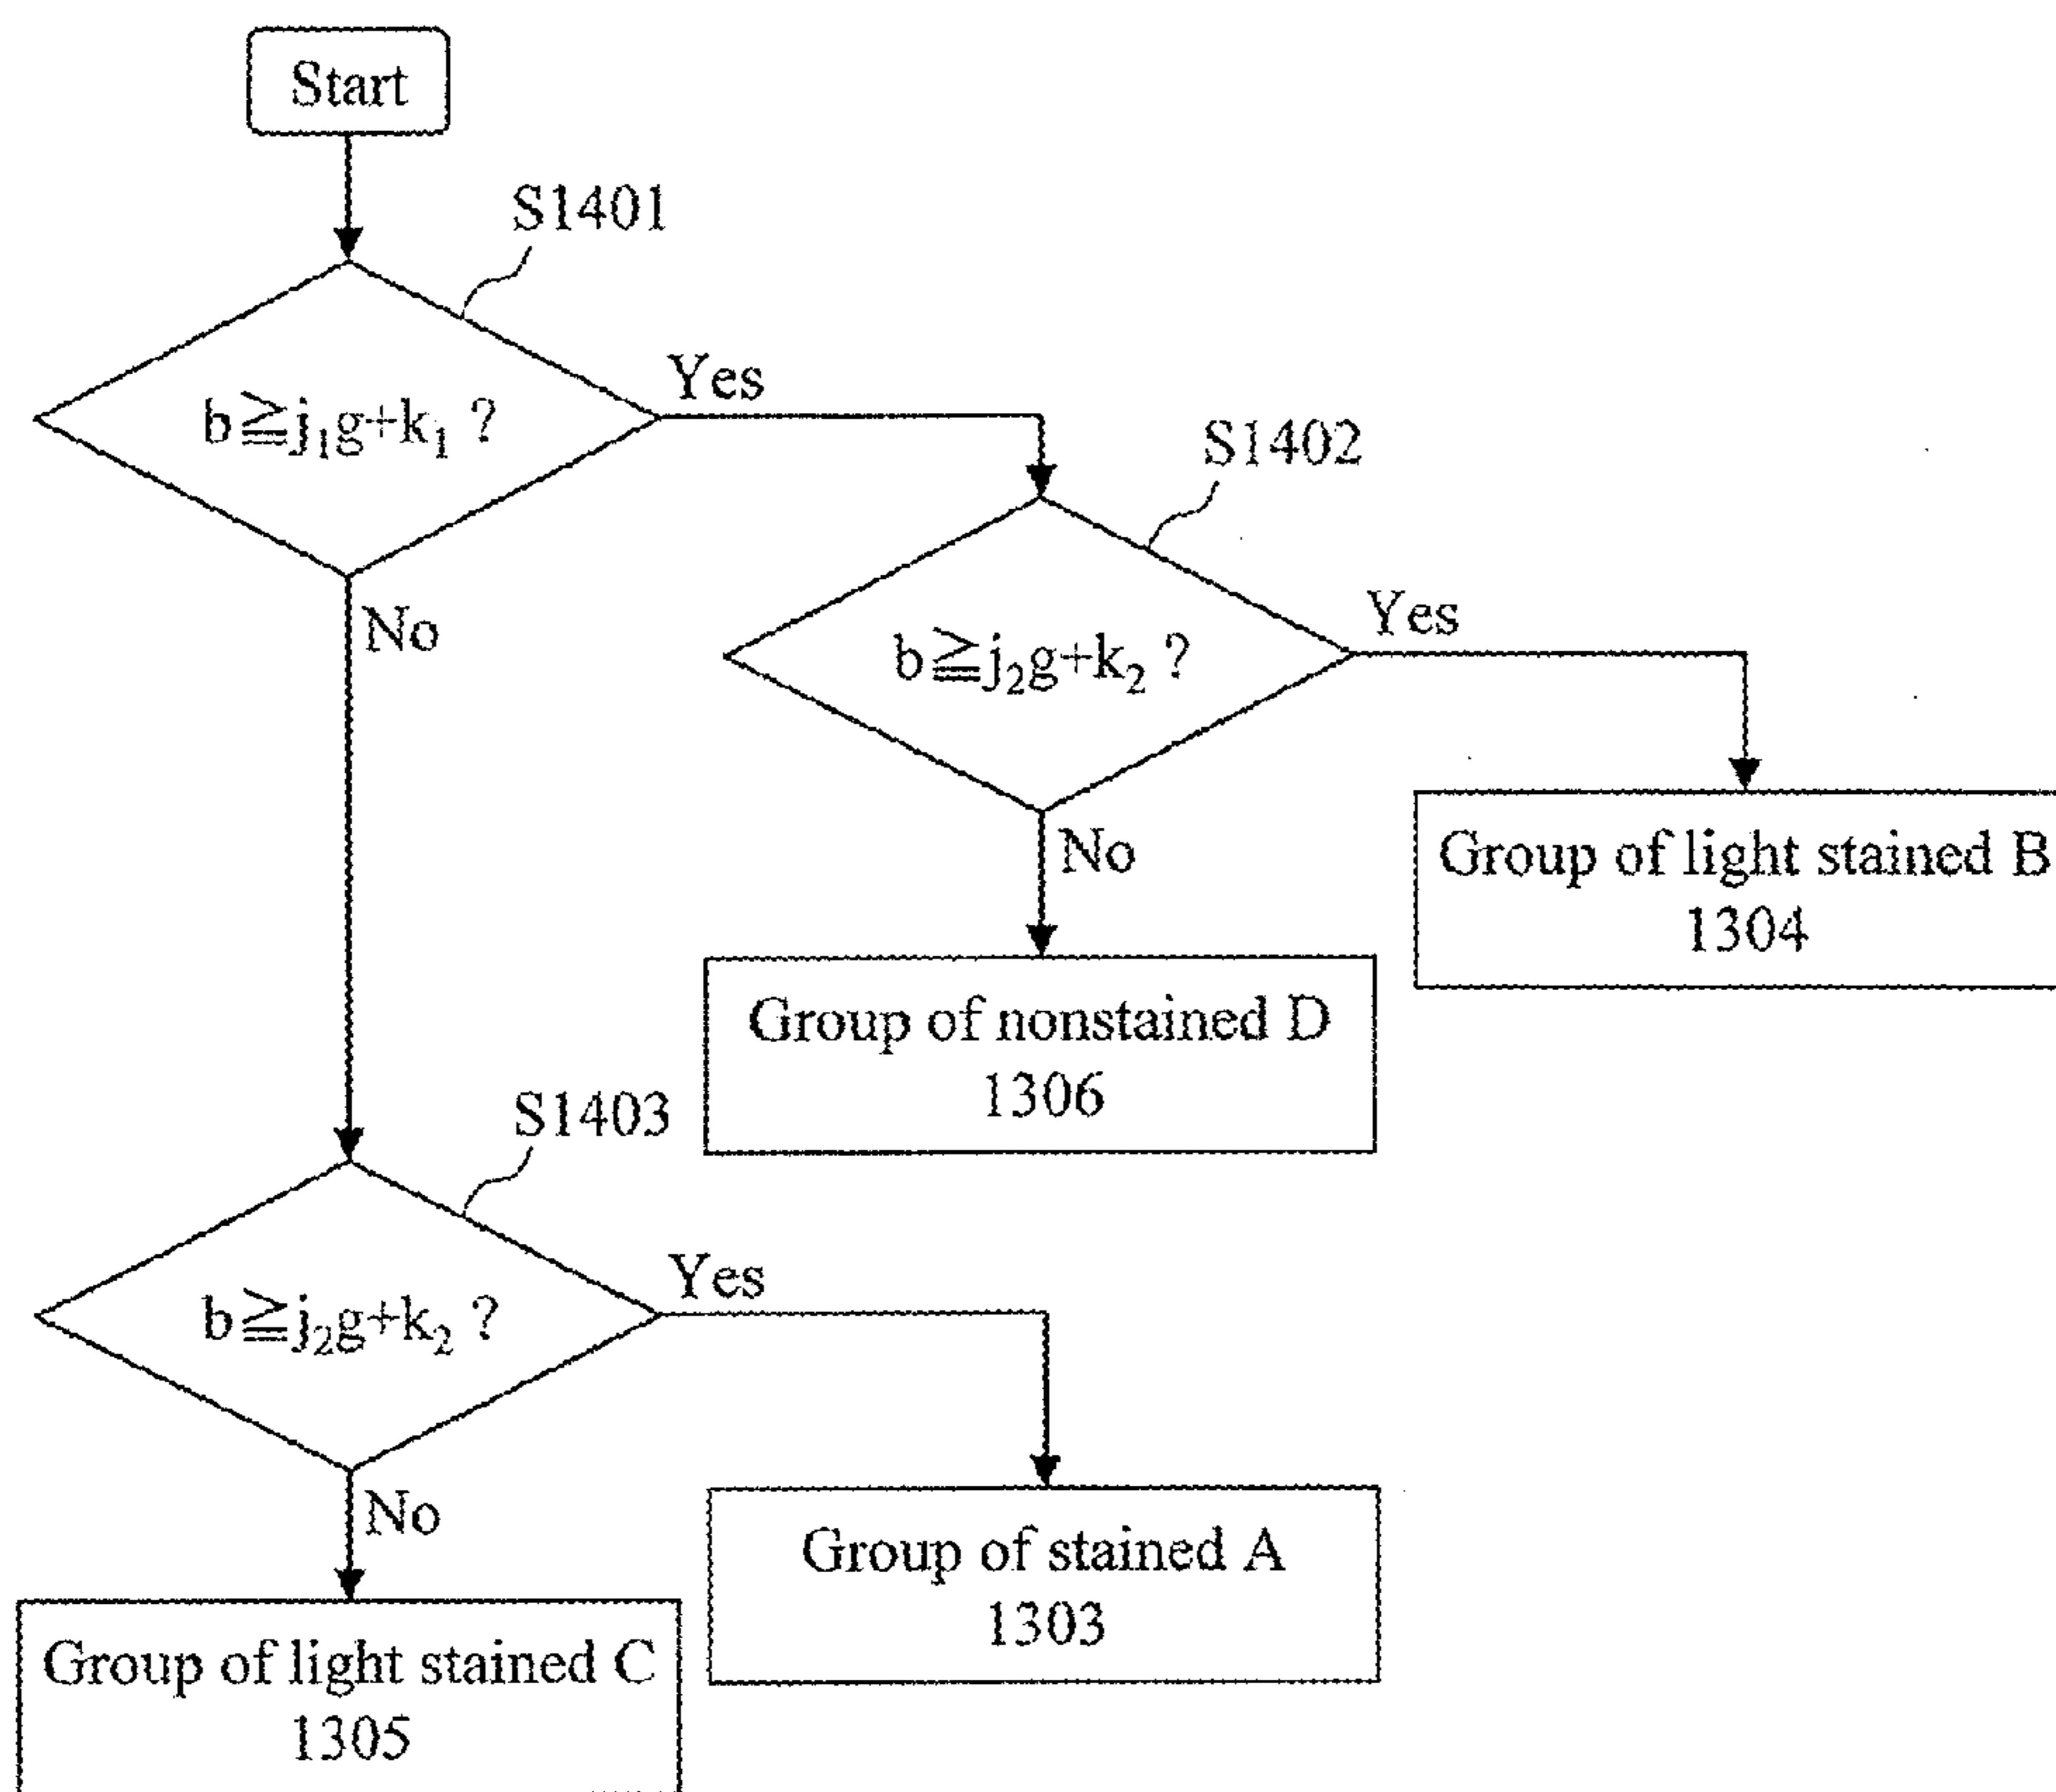 Start
S1401
b≧j₁g+k₁ ?
Yes
No
S1402
b≧j₂g+k₂ ?
Yes
No
Group of light stained B
1304
Group of nonstained D
1306
S1403
b≧j₂g+k₂ ?
Yes
No
Group of stained A
1303
Group of light stained C
1305